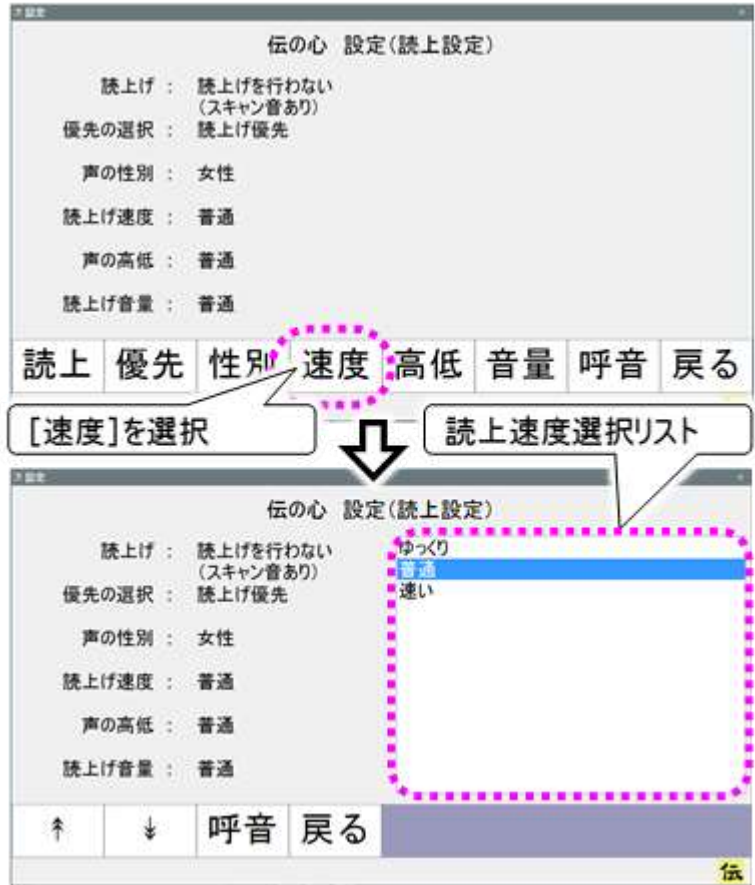 設定
伝の心 設定(読上設定)
読上げ : 読上げを行わない
(スキャン音あり)
優先の選択 : 読上げ優先
声の性別 : 女性
読上げ速度 : 普通
声の高低 : 普通
読上げ音量 : 普通
読上 優先 性別 速度 高低 音量 呼音 戻る
[速度]を選択
読上速度選択リスト
設定
伝の心 設定(読上設定)
読上げ : 読上げを行わない
(スキャン音あり)
優先の選択 : 読上げ優先
声の性別 : 女性
読上げ速度 : 普通
声の高低 : 普通
読上げ音量 : 普通
ゆっくり
普通
速い
↟ ↡ 呼音 戻る
伝